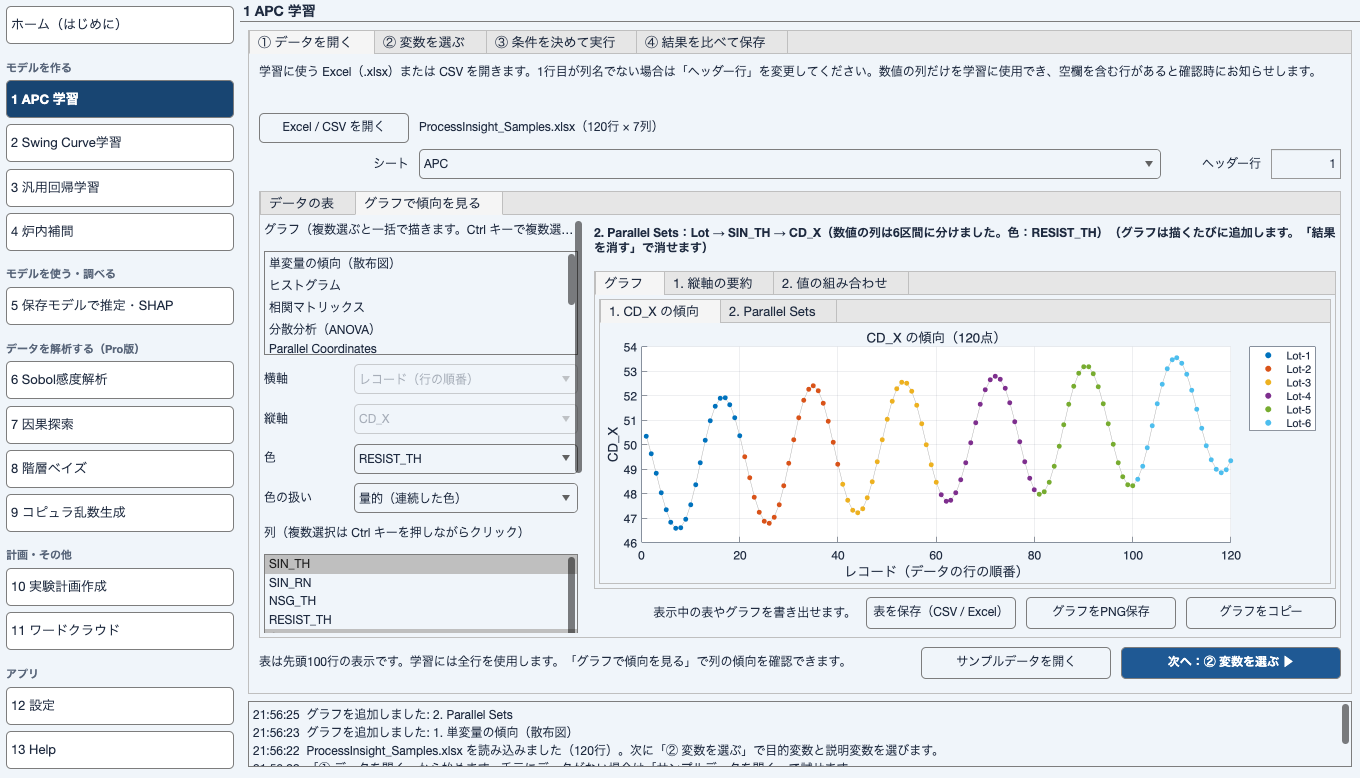 ホーム（はじめに）
モデルを作る
1 APC 学習
2 Swing Curve学習
3 汎用回帰学習
4 炉内補間
モデルを使う・調べる
5 保存モデルで推定・SHAP
データを解析する（Pro版）
6 Sobol感度解析
7 因果探索
8 階層ベイズ
9 コピュラ乱数生成
計画・その他
10 実験計画作成
11 ワードクラウド
アプリ
12 設定
13 Help
1 APC 学習
① データを開く
② 変数を選ぶ
③ 条件を決めて実行
④ 結果を比べて保存
学習に使う Excel（.xlsx）または CSV を開きます。1行目が列名でない場合は「ヘッダー行」を変更してください。数値の列だけを学習に使用でき、空欄を含む行があると確認時にお知らせします。
Excel / CSV を開く
ProcessInsight_Samples.xlsx（120行 × 7列）
シート
APC
ヘッダー行
1
データの表
グラフで傾向を見る
グラフ（複数選ぶと一括で描きます。Ctrl キーで複数選...
単変量の傾向（散布図）
ヒストグラム
相関マトリックス
分散分析（ANOVA）
Parallel Coordinates
横軸
レコード（行の順番）
縦軸
CD_X
色
RESIST_TH
色の扱い
量的（連続した色）
列（複数選択は Ctrl キーを押しながらクリック）
SIN_TH
SIN_RN
NSG_TH
RESIST_TH
2. Parallel Sets：Lot → SIN_TH → CD_X（数値の列は6区間に分けました。色：RESIST_TH）（グラフは描くたびに追加します。「結果
を消す」で消せます）
グラフ
1. 縦軸の要約
2. 値の組み合わせ
1. CD_X の傾向
2. Parallel Sets
CD_X の傾向（120点）
54
53
52
51
50
49
48
47
46
CD_X
0
20
40
60
80
100
120
レコード（データの行の順番）
Lot-1
Lot-2
Lot-3
Lot-4
Lot-5
Lot-6
表示中の表やグラフを書き出せます。
表を保存（CSV / Excel）
グラフをPNG保存
グラフをコピー
表は先頭100行の表示です。学習には全行を使用します。「グラフで傾向を見る」で列の傾向を確認できます。
サンプルデータを開く
次へ：② 変数を選ぶ ▶
21:56:25 グラフを追加しました: 2. Parallel Sets
21:56:23 グラフを追加しました: 1. 単変量の傾向（散布図）
21:56:22 ProcessInsight_Samples.xlsx を読み込みました（120行）。次に「② 変数を選ぶ」で目的変数と説明変数を選びます。